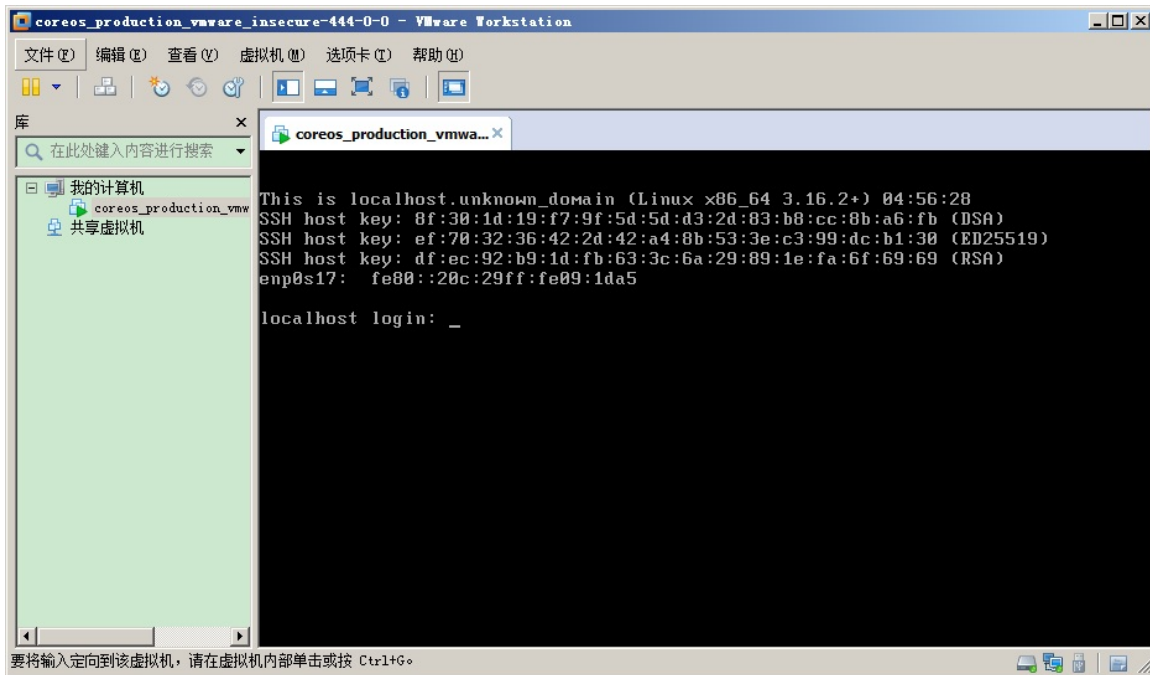 coreos_production_vmware_insecure-444-0-0 - VMware Workstation
文件(F) 编辑(E) 查看(V) 虚拟机(M) 选项卡(T) 帮助(H)
库
coreos_production_vmwa...
在此处键入内容进行搜索
我的计算机
coreos_production_vmw
共享虚拟机
This is localhost.unknown_domain (Linux x86_64 3.16.2+) 04:56:28
SSH host key: 8f:30:1d:19:f7:9f:5d:5d:d3:2d:83:b8:cc:8b:a6:fb (DSA)
SSH host key: ef:70:32:36:42:2d:42:a4:8b:53:3e:c3:99:dc:b1:30 (ED25519)
SSH host key: df:ec:92:b9:1d:fb:63:3c:6a:29:89:1e:fa:6f:69:69 (RSA)
enp0s17: fe80::20c:29ff:fe09:1da5
localhost login: _
要将输入定向到该虚拟机，请在虚拟机内部单击或按 Ctrl+G。